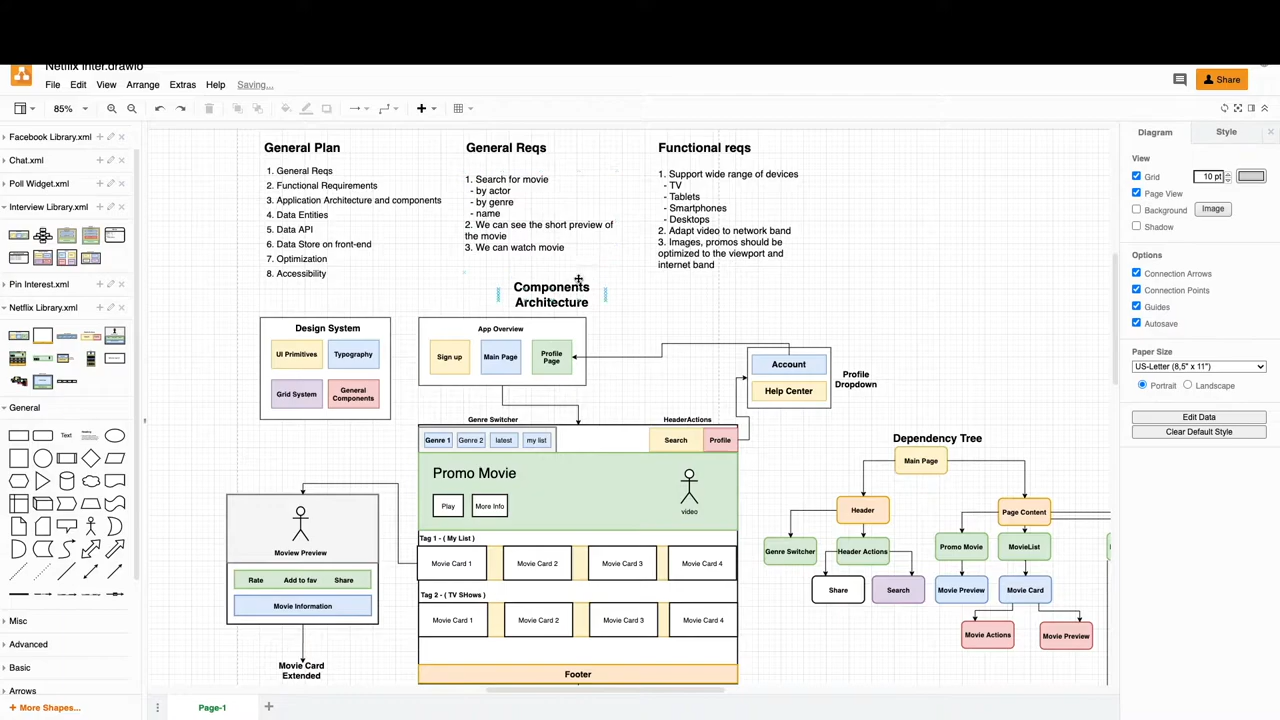 Netflix Inter.drawio
File Edit View Arrange Extras Help Saving...
Share
85%
Facebook Library.xml
Chat.xml
Poll Widget.xml
Interview Library.xml
Pin Interest.xml
Netflix Library.xml
General
Text
Heading
Misc
Advanced
Basic
Arrows
+ More Shapes...
General Plan
1. General Reqs
2. Functional Requirements
3. Application Architecture and components
4. Data Entities
5. Data API
6. Data Store on front-end
7. Optimization
8. Accessibility
General Reqs
1. Search for movie
- by actor
- by genre
- name
2. We can see the short preview of
the movie
3. We can watch movie
Functional reqs
1. Support wide range of devices
- TV
- Tablets
- Smartphones
- Desktops
2. Adapt video to network band
3. Images, promos should be
optimized to the viewport and
internet band
Components
Architecture
Design System
UI Primitives
Typography
Grid System
General
Components
App Overview
Sign up
Main Page
Profile
Page
Account
Help Center
Profile
Dropdown
Genre Switcher
HeaderActions
Genre 1
Genre 2
latest
my list
Search
Profile
Promo Movie
Play
More Info
video
Tag 1 - ( My List )
Movie Card 1
Movie Card 2
Movie Card 3
Movie Card 4
Tag 2 - ( TV SHows )
Movie Card 1
Movie Card 2
Movie Card 3
Movie Card 4
Footer
Moview Preview
Rate
Add to fav
Share
Movie Information
Movie Card
Extended
Dependency Tree
Main Page
Header
Page Content
Genre Switcher
Header Actions
Promo Movie
MovieList
Share
Search
Movie Preview
Movie Card
Movie Actions
Movie Preview
Diagram
Style
View
Grid
10 pt
Page View
Background
Image
Shadow
Options
Connection Arrows
Connection Points
Guides
Autosave
Paper Size
US-Letter (8,5" x 11")
Portrait
Landscape
Edit Data
Clear Default Style
Page-1